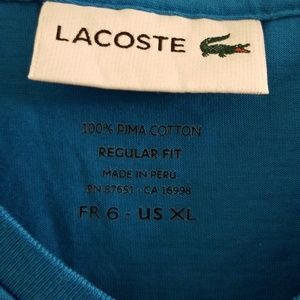 LACOSTE
100% PIMA COTTON
REGULAR FIT
MADE IN PERU
RN 87651 - CA 16998
FR 6 - US XL